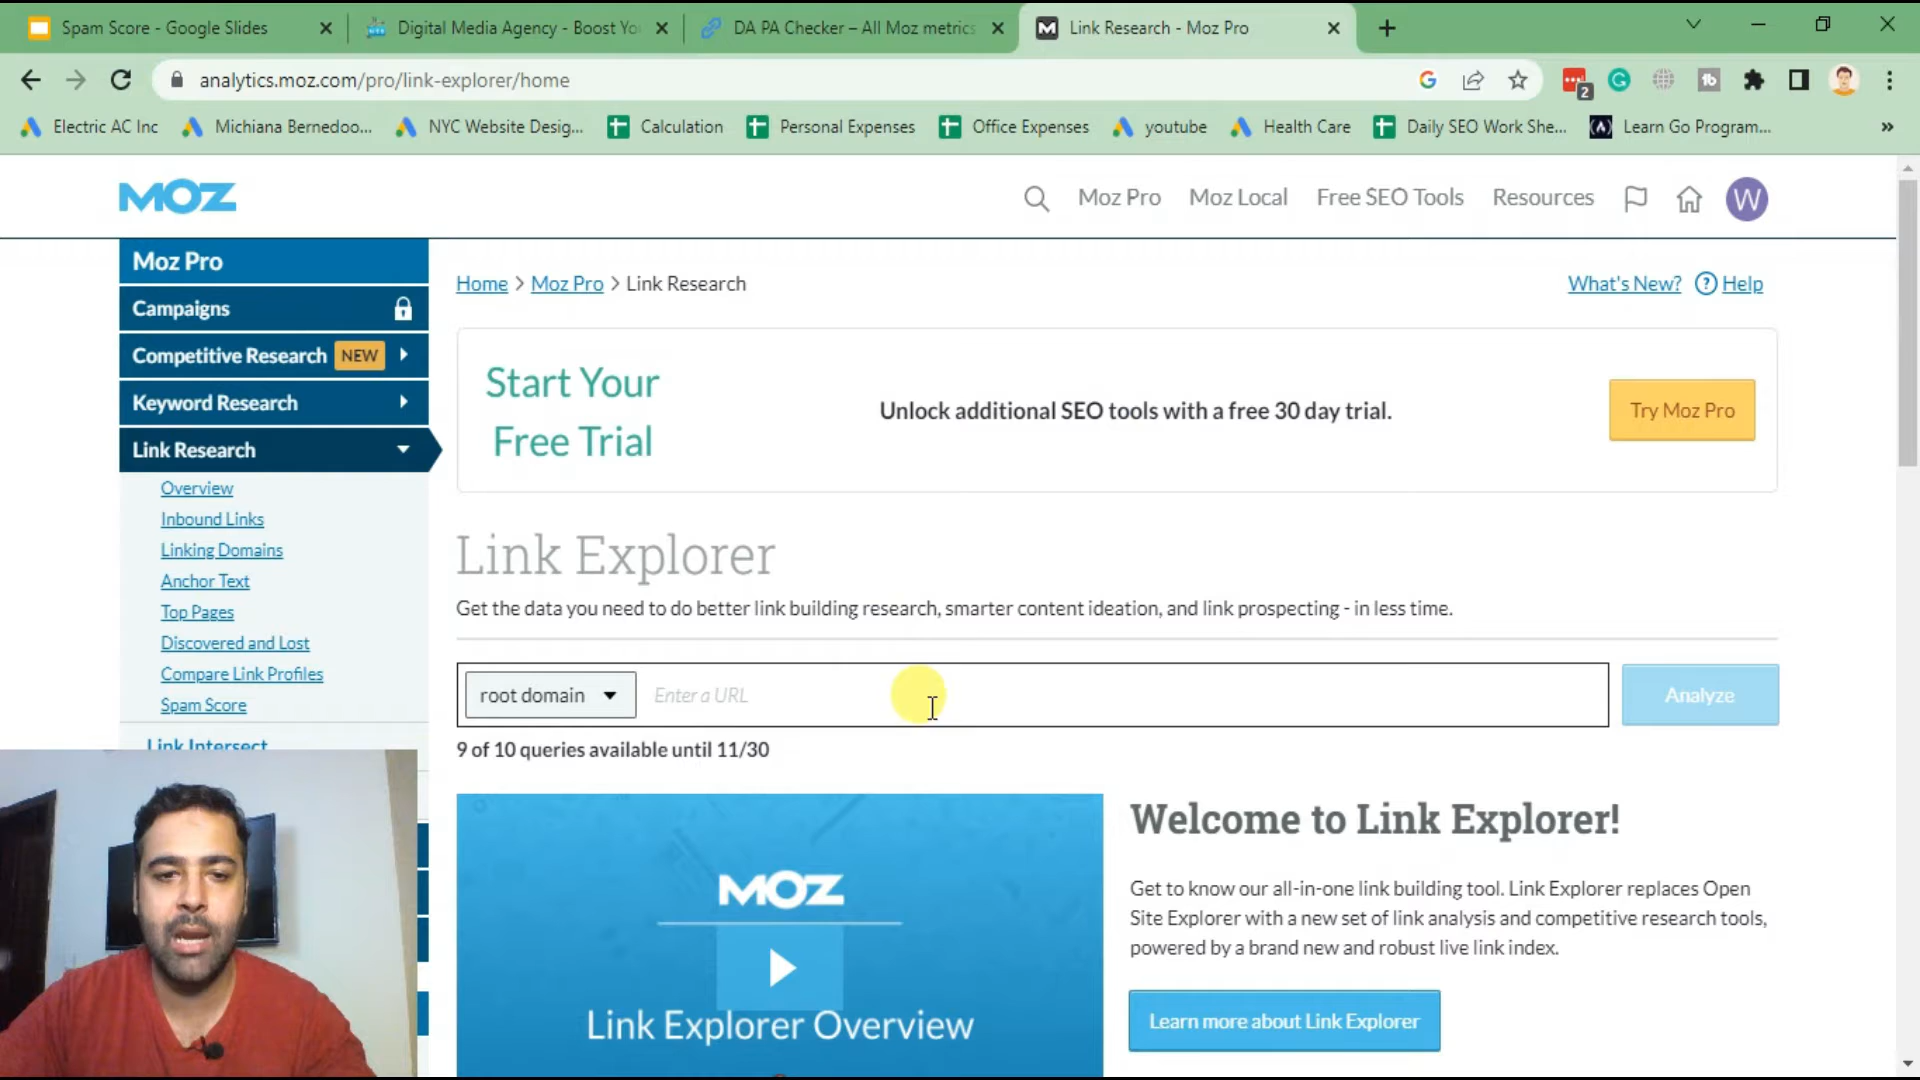 Spam Score - Google Slides
Digital Media Agency - Boost Yo
DA PA Checker – All Moz metrics
Link Research - Moz Pro
analytics.moz.com/pro/link-explorer/home
2
Electric AC Inc
Michiana Bernedoo...
NYC Website Desig...
Calculation
Personal Expenses
Office Expenses
youtube
Health Care
Daily SEO Work She...
Learn Go Program...
MOZ
Moz Pro
Moz Local
Free SEO Tools
Resources
W
Moz Pro
Campaigns
Competitive Research NEW
Keyword Research
Link Research
Overview
Inbound Links
Linking Domains
Anchor Text
Top Pages
Discovered and Lost
Compare Link Profiles
Spam Score
Link Intersect
Home > Moz Pro > Link Research
What's New? ? Help
Start Your
Free Trial
Unlock additional SEO tools with a free 30 day trial.
Try Moz Pro
Link Explorer
Get the data you need to do better link building research, smarter content ideation, and link prospecting - in less time.
root domain
Enter a URL
Analyze
9 of 10 queries available until 11/30
MOZ
Link Explorer Overview
Welcome to Link Explorer!
Get to know our all-in-one link building tool. Link Explorer replaces Open
Site Explorer with a new set of link analysis and competitive research tools,
powered by a brand new and robust live link index.
Learn more about Link Explorer